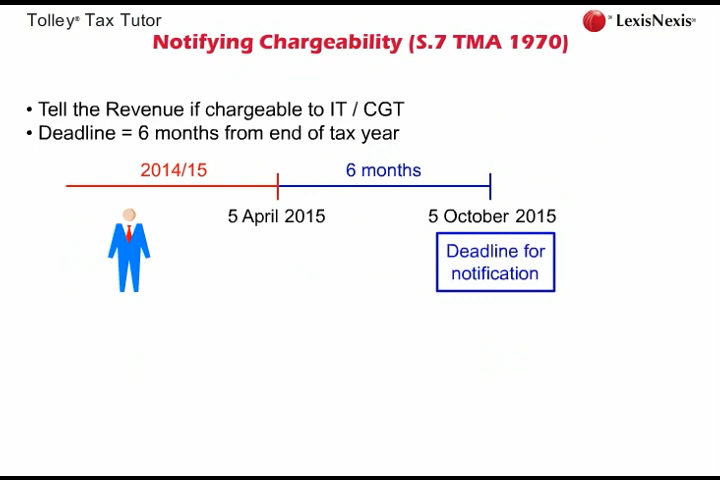 Tolley® Tax Tutor
LexisNexis®
Notifying Chargeability (S.7 TMA 1970)
• Tell the Revenue if chargeable to IT / CGT
• Deadline = 6 months from end of tax year
2014/15
6 months
5 April 2015
5 October 2015
Deadline for
notification